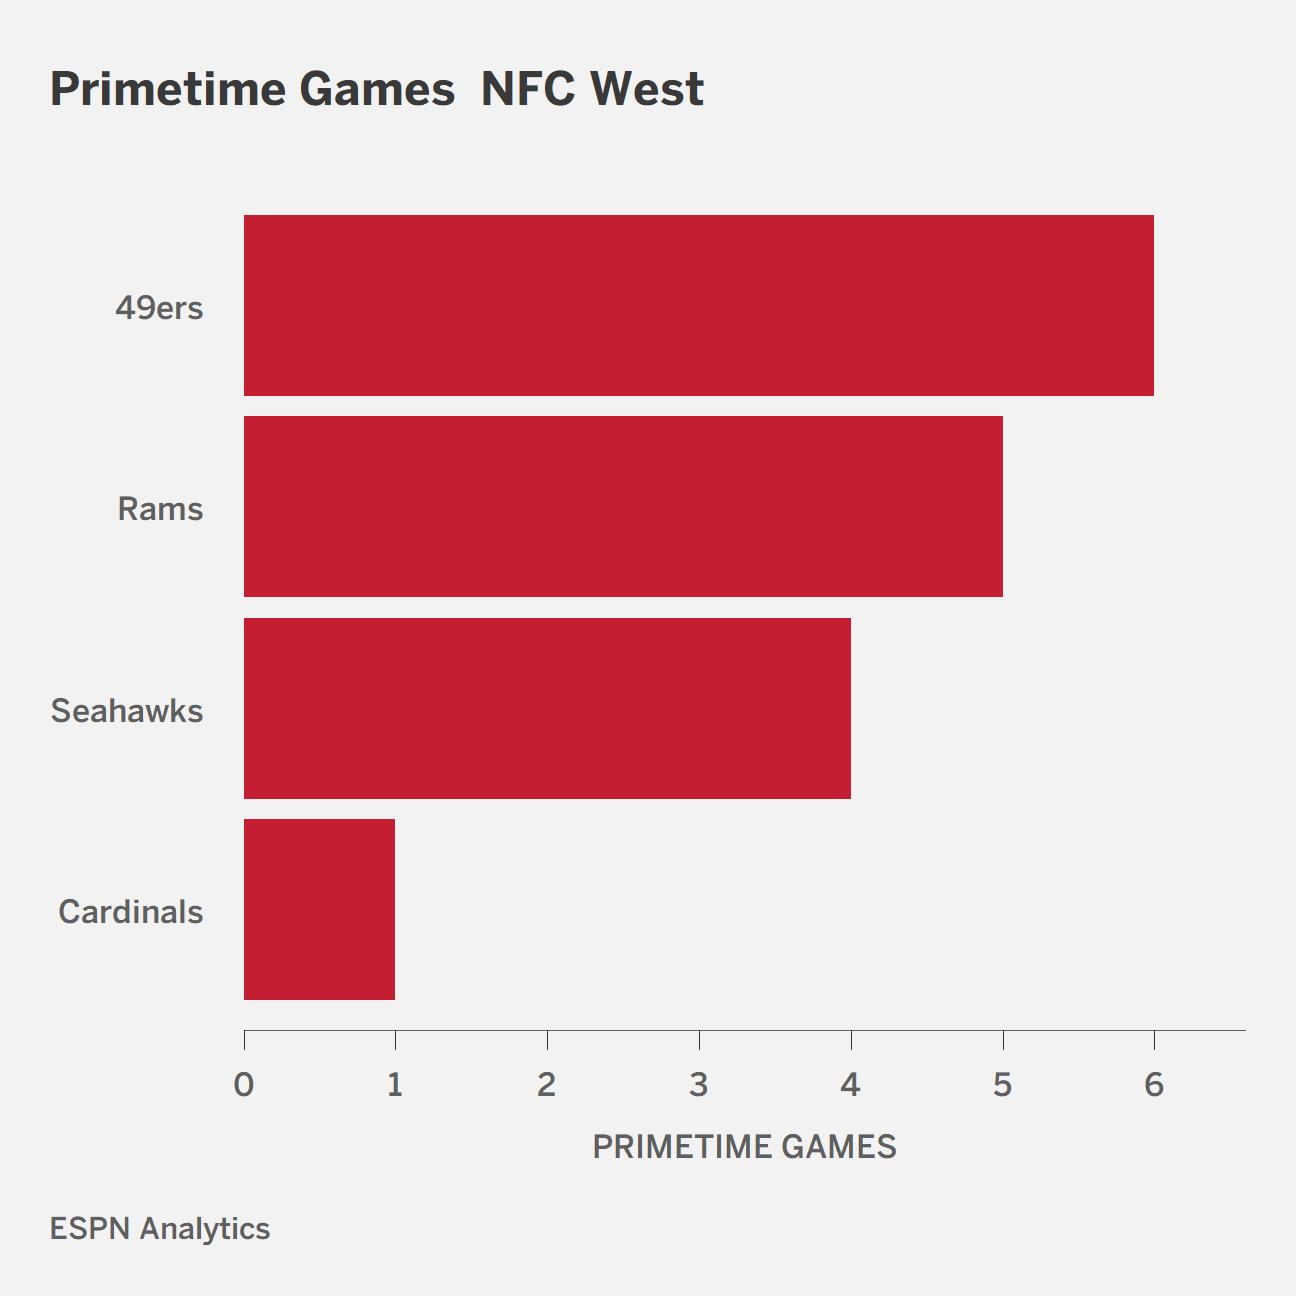 Primetime Games  NFC West
49ers
Rams
Seahawks
Cardinals
0 1 2 3 4 5 6
PRIMETIME GAMES
ESPN Analytics